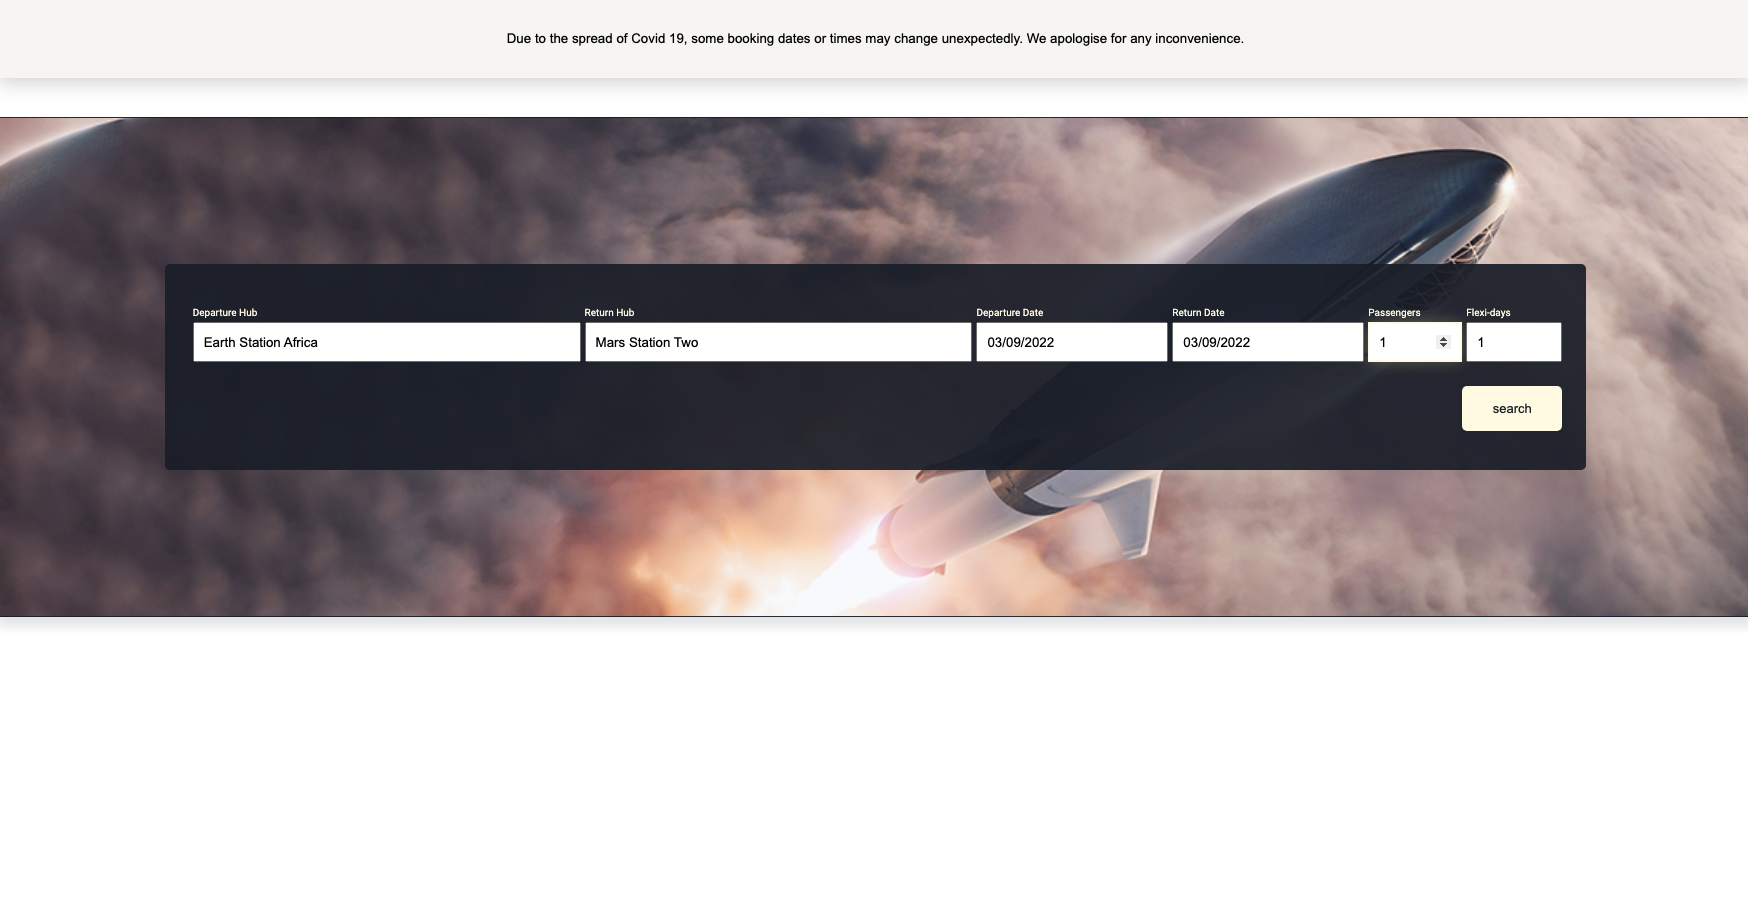 Due to the spread of Covid 19, some booking dates or times may change unexpectedly. We apologise for any inconvenience.
Departure Hub Return Hub Departure Date Return Date Passengers Flexi-days
Earth Station Africa Mars Station Two 03/09/2022 03/09/2022 1 1
search